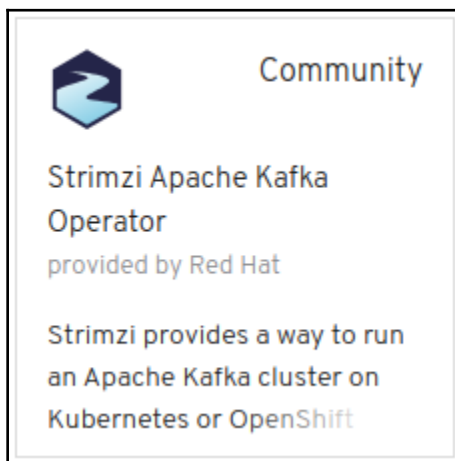 Community
Strimzi Apache Kafka
Operator
provided by Red Hat
Strimzi provides a way to run
an Apache Kafka cluster on
Kubernetes or OpenShift